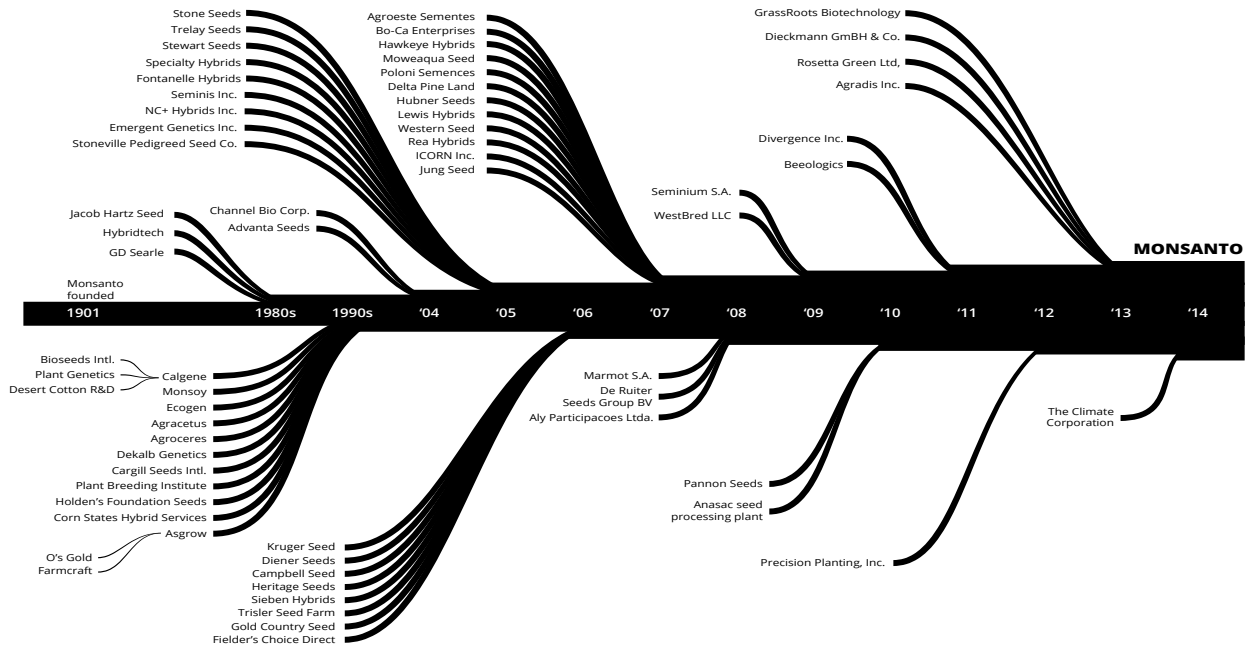 Stone Seeds
Trelay Seeds
Stewart Seeds
Specialty Hybrids
Fontanelle Hybrids
Seminis Inc.
NC+ Hybrids Inc.
Emergent Genetics Inc.
Stoneville Pedigreed Seed Co.
Agroeste Sementes
Bo-Ca Enterprises
Hawkeye Hybrids
Moweaqua Seed
Poloni Semences
Delta Pine Land
Hubner Seeds
Lewis Hybrids
Western Seed
Rea Hybrids
ICORN Inc.
Jung Seed
GrassRoots Biotechnology
Dieckmann GmBH & Co.
Rosetta Green Ltd,
Agradis Inc.
Divergence Inc.
Beeologics
Seminium S.A.
WestBred LLC
Jacob Hartz Seed
Hybridtech
GD Searle
Channel Bio Corp.
Advanta Seeds
MONSANTO
Monsanto
founded
1901
1980s
1990s
‘04
‘05
‘06
‘07
‘08
‘09
‘10
‘11
‘12
‘13
‘14
Bioseeds Intl.
Plant Genetics
Desert Cotton R&D
Calgene
Monsoy
Ecogen
Agracetus
Agroceres
Dekalb Genetics
Cargill Seeds Intl.
Plant Breeding Institute
Holden’s Foundation Seeds
Corn States Hybrid Services
Asgrow
O’s Gold
Farmcraft
Kruger Seed
Diener Seeds
Campbell Seed
Heritage Seeds
Sieben Hybrids
Trisler Seed Farm
Gold Country Seed
Fielder’s Choice Direct
Marmot S.A.
De Ruiter
Seeds Group BV
Aly Participacoes Ltda.
Pannon Seeds
Anasac seed
processing plant
Precision Planting, Inc.
The Climate
Corporation